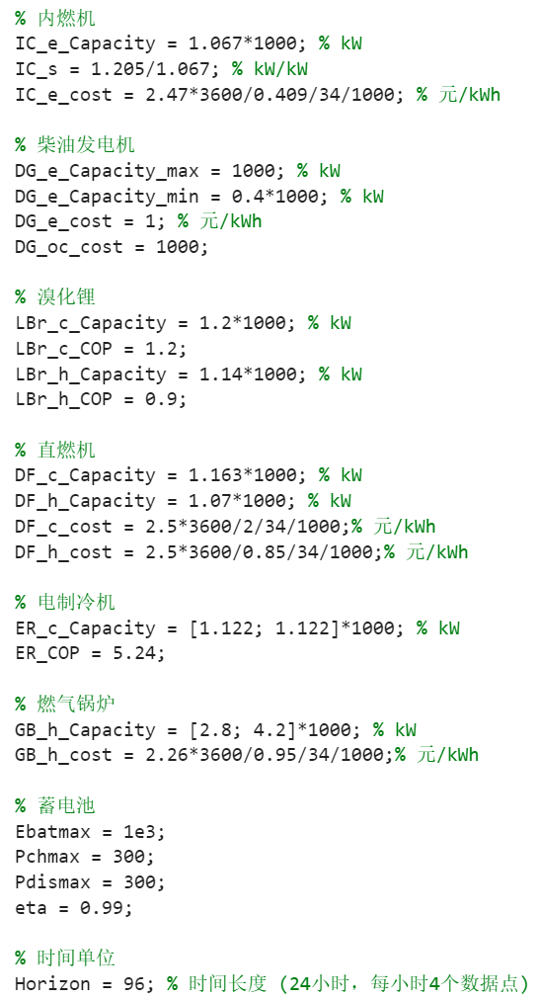 % 内燃机
IC_e_Capacity = 1.067*1000; % kW
IC_s = 1.205/1.067; % kW/kW
IC_e_cost = 2.47*3600/0.409/34/1000; % 元/kWh
% 柴油发电机
DG_e_Capacity_max = 1000; % kW
DG_e_Capacity_min = 0.4*1000; % kW
DG_e_cost = 1; % 元/kWh
DG_oc_cost = 1000;
% 溴化锂
LBr_c_Capacity = 1.2*1000; % kW
LBr_c_COP = 1.2;
LBr_h_Capacity = 1.14*1000; % kW
LBr_h_COP = 0.9;
% 直燃机
DF_c_Capacity = 1.163*1000; % kW
DF_h_Capacity = 1.07*1000; % kW
DF_c_cost = 2.5*3600/2/34/1000;% 元/kWh
DF_h_cost = 2.5*3600/0.85/34/1000;% 元/kWh
% 电制冷机
ER_c_Capacity = [1.122; 1.122]*1000; % kW
ER_COP = 5.24;
% 燃气锅炉
GB_h_Capacity = [2.8; 4.2]*1000; % kW
GB_h_cost = 2.26*3600/0.95/34/1000;% 元/kWh
% 蓄电池
Ebatmax = 1e3;
Pchmax = 300;
Pdismax = 300;
eta = 0.99;
% 时间单位
Horizon = 96; % 时间长度 (24小时，每小时4个数据点)